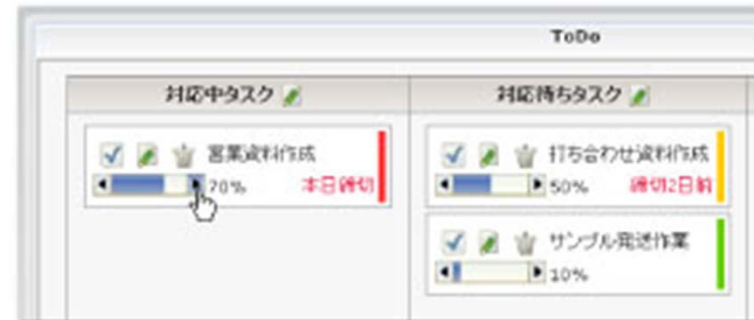 ToDo
対応中タスク
対応待ちタスク
営業資料作成
70% 本日締切
打ち合わせ資料作成
50% 締切2日前
サンプル発送作業
10%